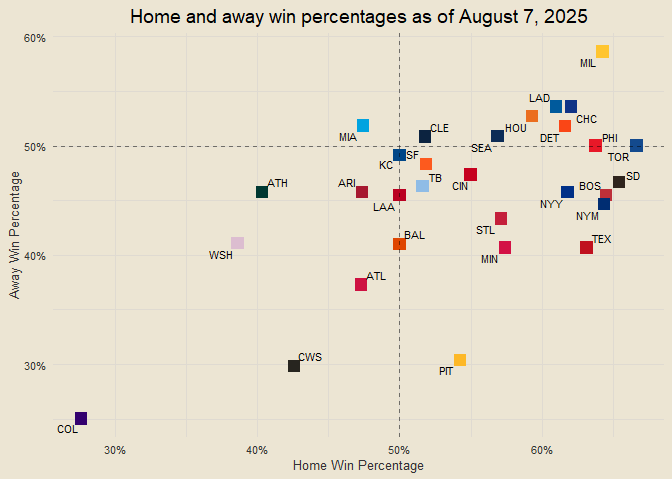 Home and away win percentages as of August 7, 2025
60%
MIL
LAD
CHC
HOU
DET
MIA
CLE
SEA
PHI
50%
TOR
SF
KC
TB
CIN
SD
BOS
ATH
ARI
LAA
NYY
NYM
STL
BAL
TEX
MIN
WSH
40%
ATL
CWS
PIT
30%
COL
30%
40%
50%
60%
Home Win Percentage
Away Win Percentage